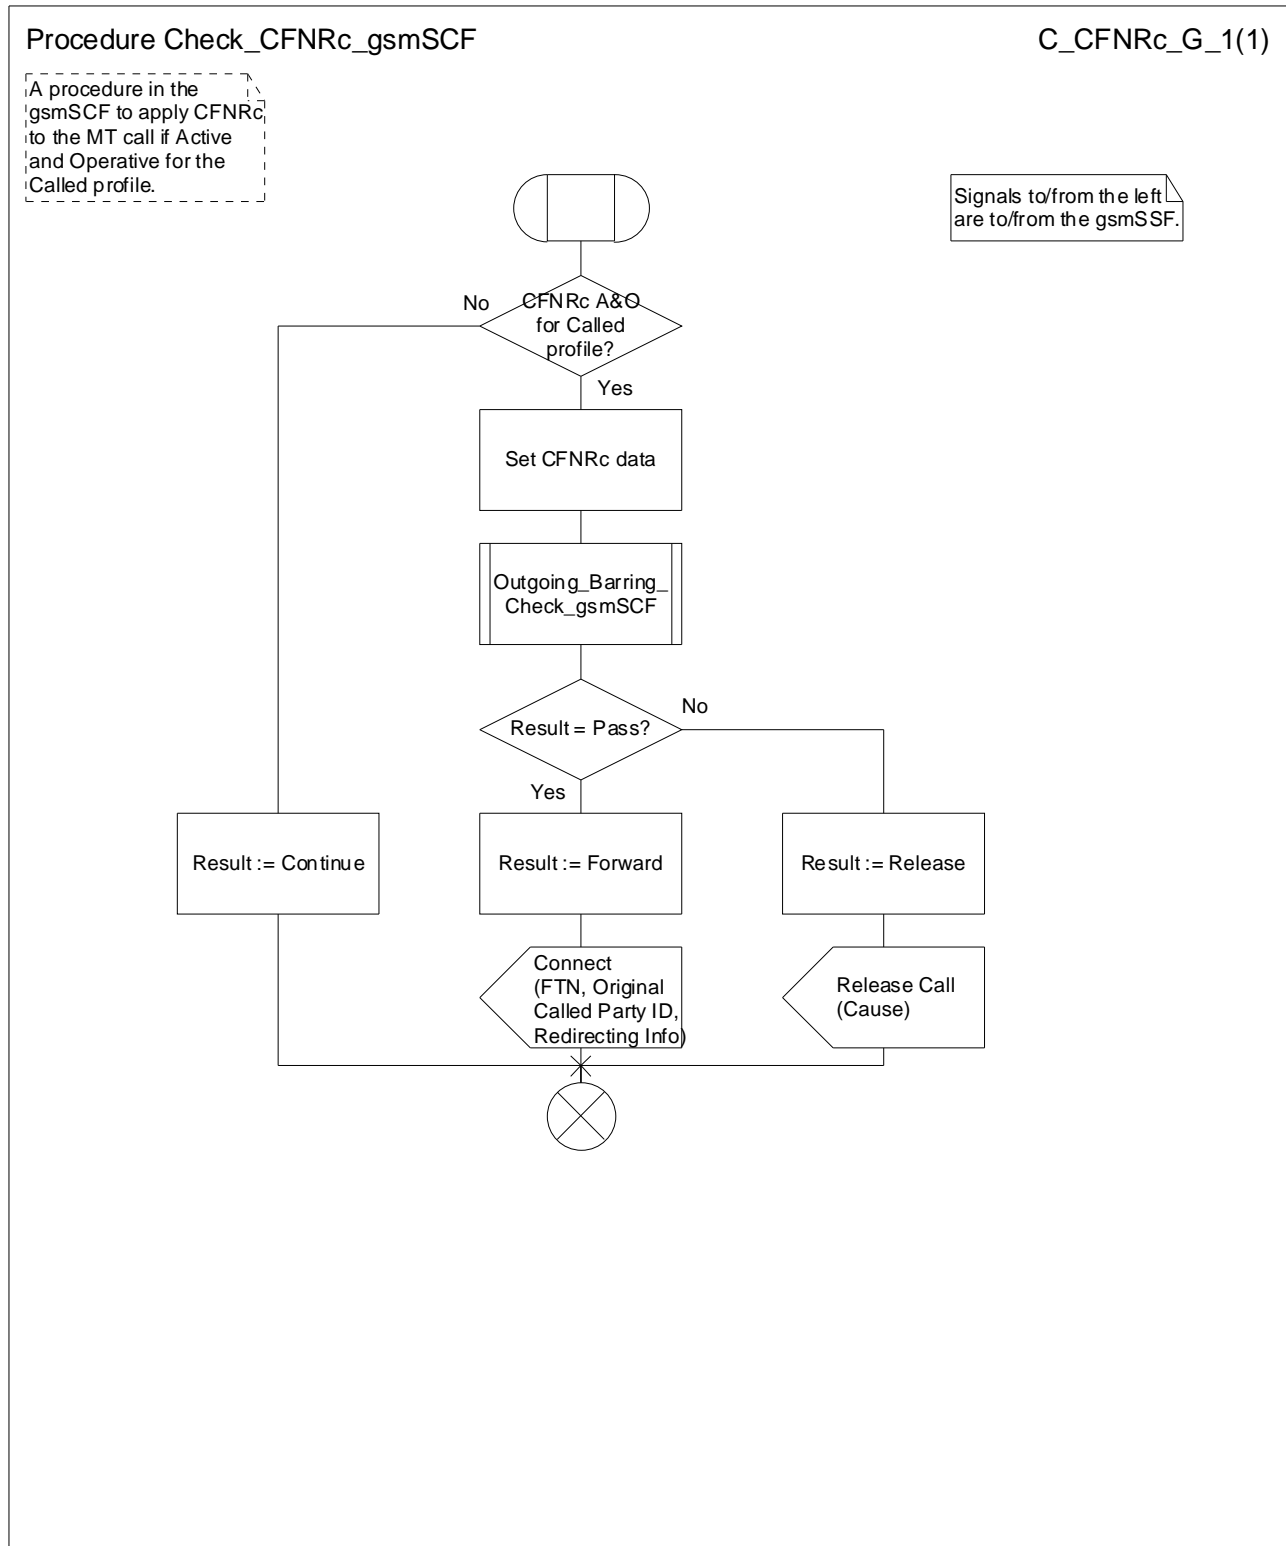 Procedure Check_CFNRc_gsmSCF
C_CFNRc_G_1(1)
A procedure in the
gsmSCF to apply CFNRc
to the MT call if Active
and Operative for the
Called profile.
Signals to/from the left
are to/from the gsmSSF.
No
CFNRc A&O
for Called
profile?
Yes
Set CFNRc data
Outgoing_Barring_
Check_gsmSCF
Result = Pass?
No
Yes
Result := Continue
Result := Forward
Result := Release
Connect
(FTN, Original
Called Party ID,
Redirecting Info)
Release Call
(Cause)